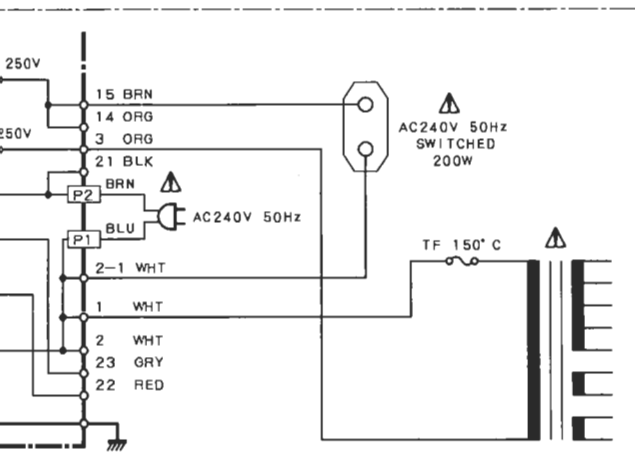 250V
15 BRN
14 ORG
250V
3 ORG
21 BLK
BRN
P2
AC240V 50Hz
SWITCHED
200W
AC240V 50Hz
BLU
P1
2-1 WHT
TF 150°C
1 WHT
2 WHT
23 GRY
22 RED